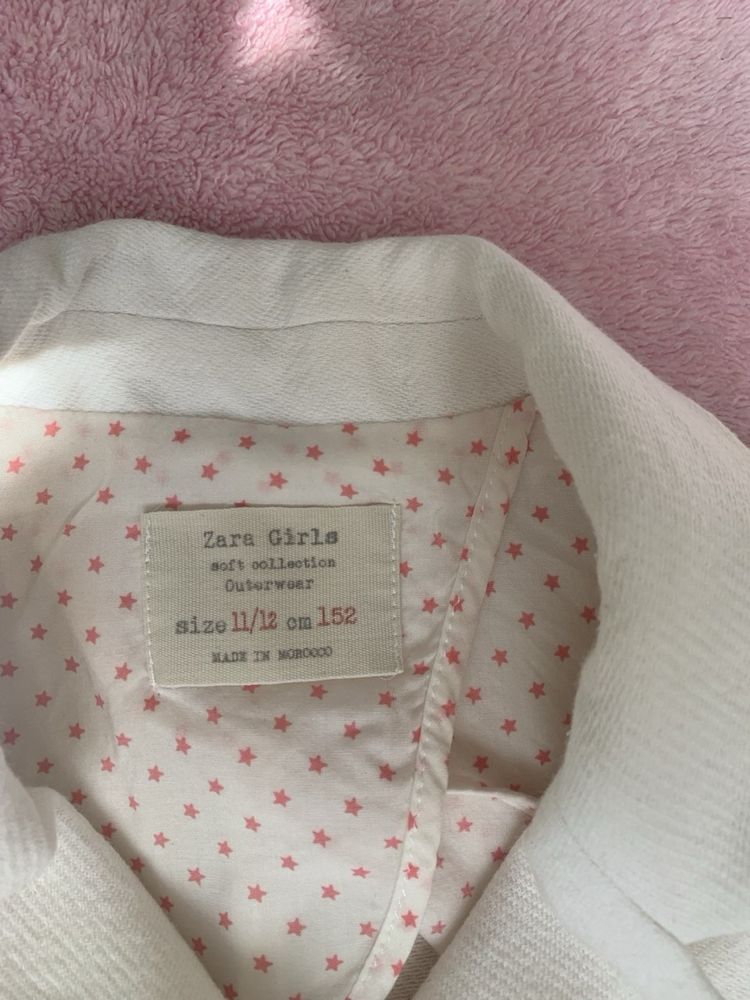 Zara Girls
soft collection
Outerwear
size 11/12 cm 152
MADE IN MOROCCO